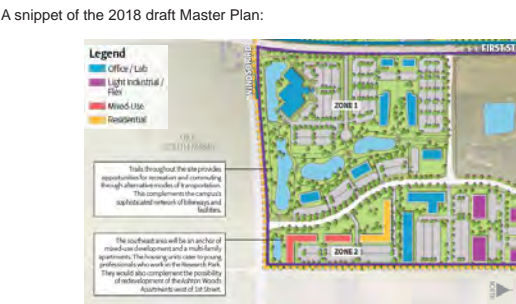 A snippet of the 2018 draft Master Plan:
Legend
Office / Lab
Light Industrial /
Flex
Mixed-Use
Residential
WINDSOR RD
FIRST ST
ZONE 1
Trails throughout the site provides
opportunities for recreation and commuting
through alternative modes of transportation.
This complements the campus's
sophisticated network of bikeways and
facilities.
The southeast area will be an anchor of
mixed-use development and a multi-family
apartments. The housing units cater to young
professionals who work in the Research Park.
They would also complement the possibility
of redevelopment of the Ashton Woods
Apartments west of 1st Street.
ZONE 2
NORTH